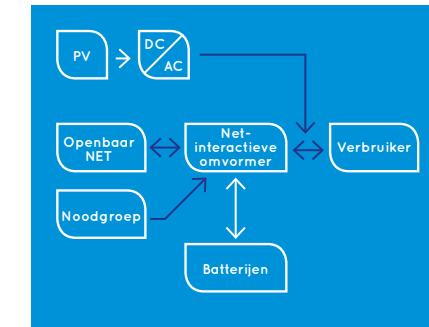 PV
DC
AC
Openbaar
NET
Net-
interactieve
omvormer
Verbruiker
Noodgroep
Batterijen